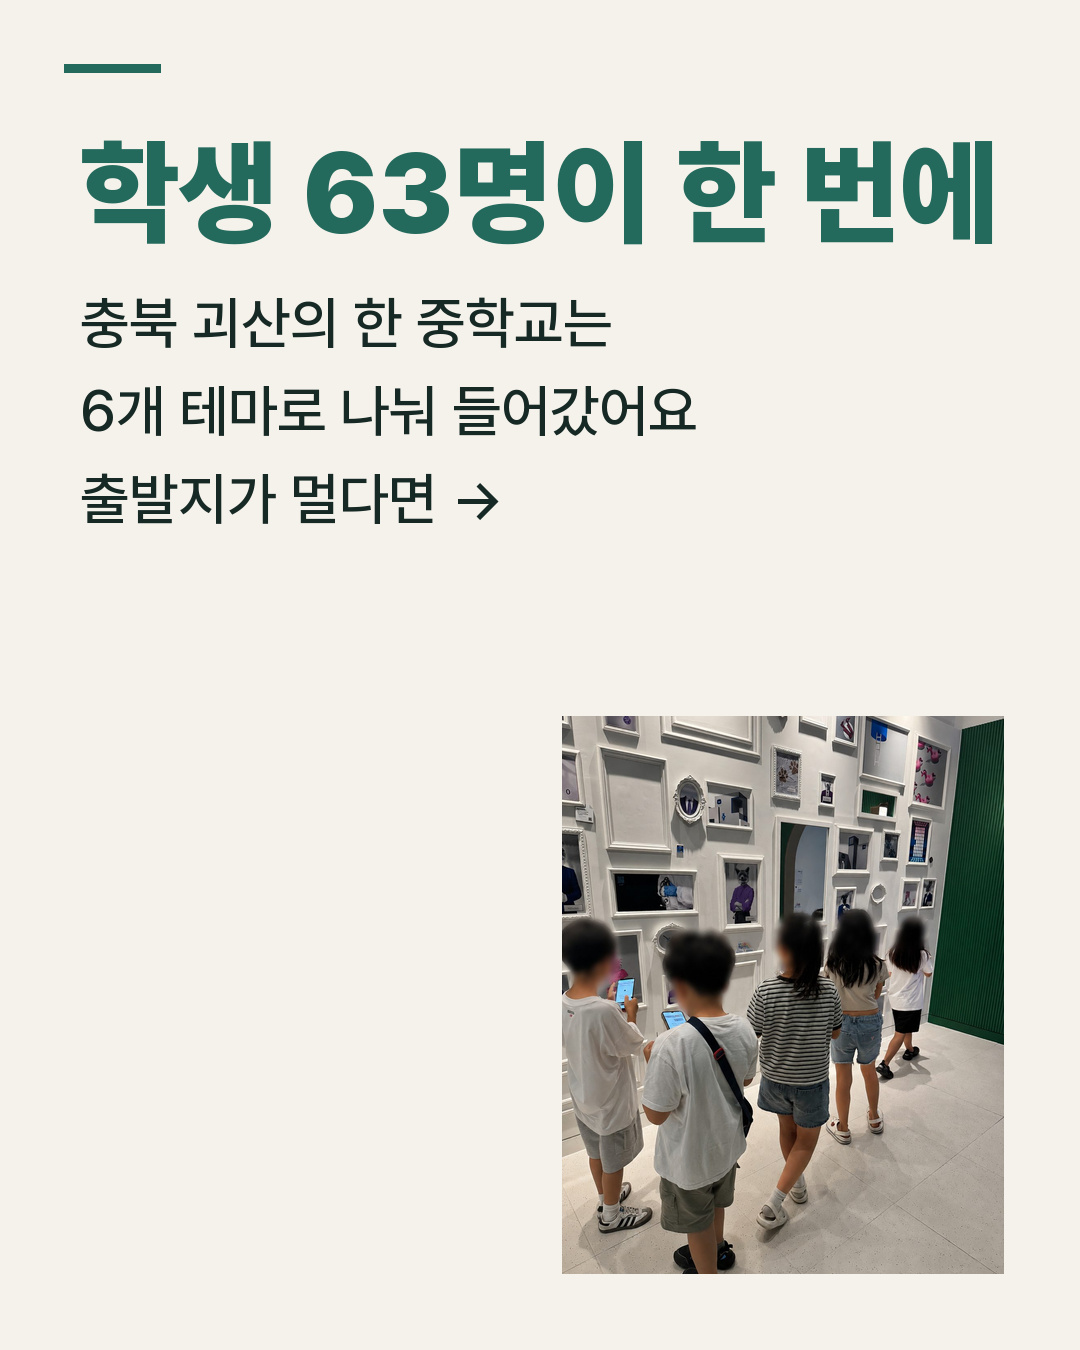 학생 63명이 한 번에
충북 괴산의 한 중학교는
6개 테마로 나눠 들어갔어요
출발지가 멀다면 →